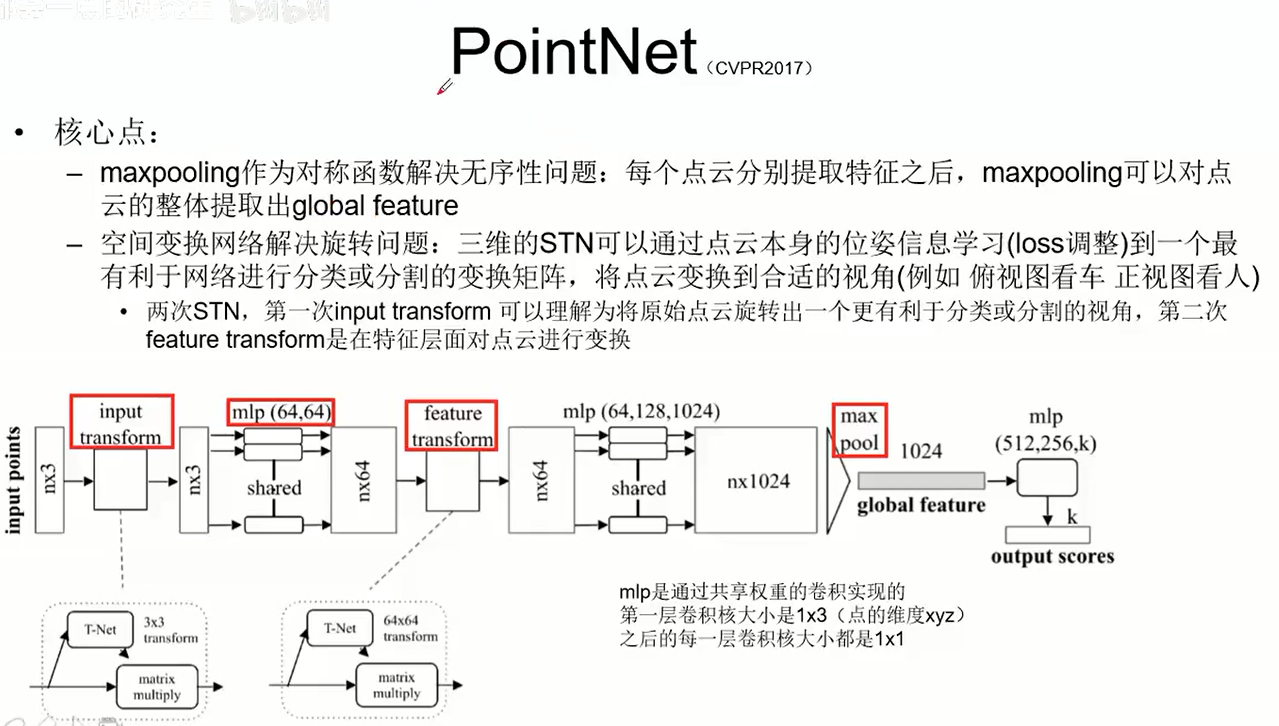 PointNet（CVPR2017）
• 核心点：
– maxpooling作为对称函数解决无序性问题：每个点云分别提取特征之后，maxpooling可以对点
云的整体提取出global feature
– 空间变换网络解决旋转问题：三维的STN可以通过点云本身的位姿信息学习(loss调整)到一个最
有利于网络进行分类或分割的变换矩阵，将点云变换到合适的视角(例如 俯视图看车 正视图看人)
• 两次STN，第一次input transform 可以理解为将原始点云旋转出一个更有利于分类或分割的视角，第二次
feature transform是在特征层面对点云进行变换
input points
nx3
input
transform
nx3
mlp (64,64)
shared
nx64
feature
transform
nx64
mlp (64,128,1024)
shared
nx1024
max
pool
1024
global feature
mlp
(512,256,k)
k
output scores
T-Net
3x3
transform
matrix
multiply
T-Net
64x64
transform
matrix
multiply
mlp是通过共享权重的卷积实现的
第一层卷积核大小是1x3（点的维度xyz）
之后的每一层卷积核大小都是1x1